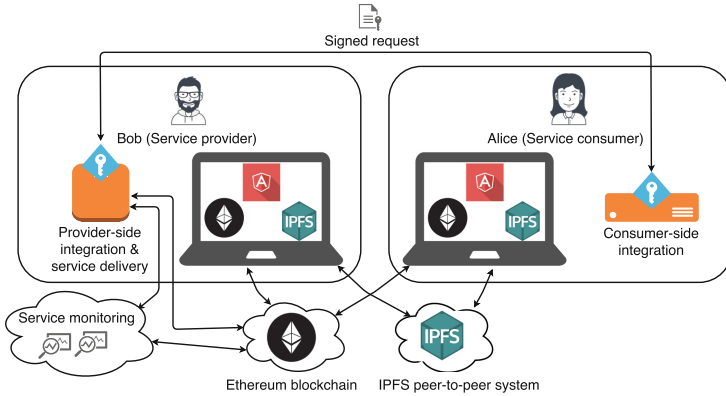 Signed request
Bob (Service provider)
Alice (Service consumer)
A
IPFS
A
IPFS
Provider-side
integration &
service delivery
Consumer-side
integration
Service monitoring
IPFS
Ethereum blockchain
IPFS peer-to-peer system